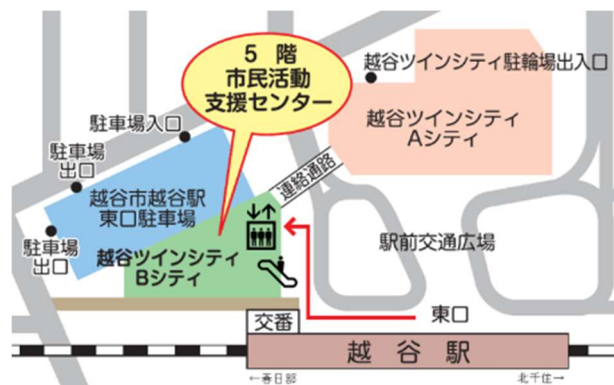 5 階
市民活動
支援センター
越谷ツインシティ駐輪場出入口
越谷ツインシティ
Aシティ
駐車場入口
駐車場
出口
越谷市越谷駅
東口駐車場
連絡通路
駐車場
出口
越谷ツインシティ
Bシティ
駅前交通広場
交番
東口
越谷駅
←春日部
北千住→